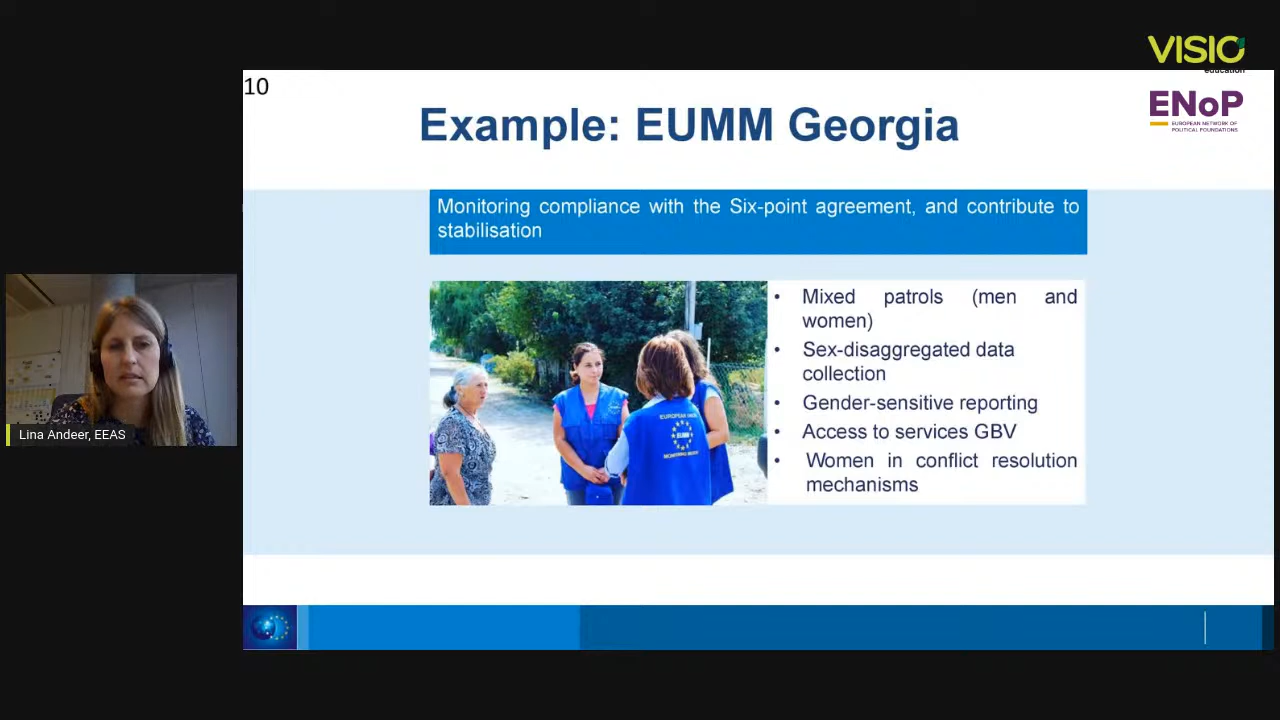 VISIO
education
10
ENoP
EUROPEAN NETWORK OF
POLITICAL FOUNDATIONS
Example: EUMM Georgia
Monitoring compliance with the Six-point agreement, and contribute to
stabilisation
• Mixed patrols (men and
women)
• Sex-disaggregated data
collection
• Gender-sensitive reporting
• Access to services GBV
• Women in conflict resolution
mechanisms
EUMM
Lina Andeer, EEAS